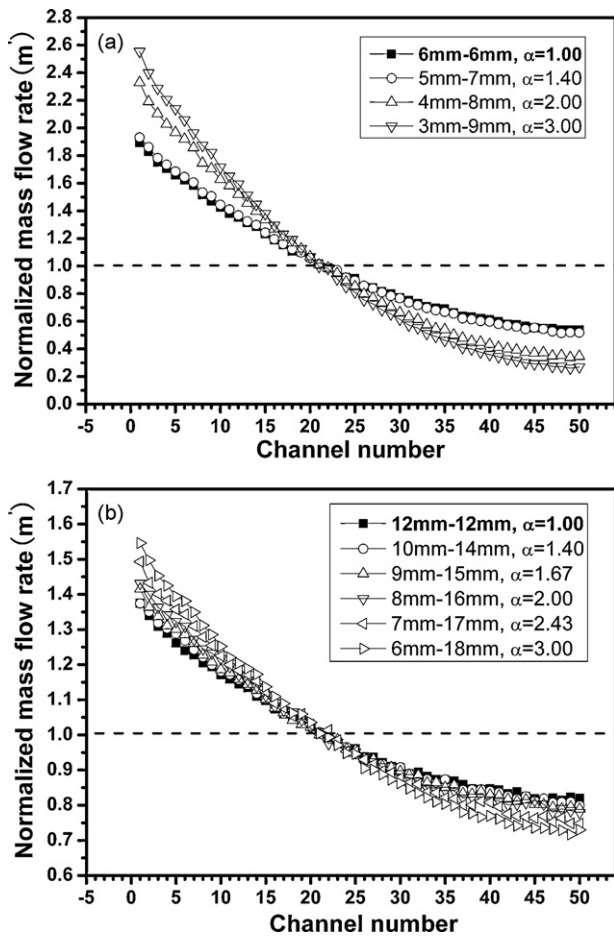 (a)
6mm-6mm, α=1.00
5mm-7mm, α=1.40
4mm-8mm, α=2.00
3mm-9mm, α=3.00
Normalized mass flow rate (m')
2.8
2.6
2.4
2.2
2.0
1.8
1.6
1.4
1.2
1.0
0.8
0.6
0.4
0.2
0.0
-5 0 5 10 15 20 25 30 35 40 45 50
Channel number
(b)
12mm-12mm, α=1.00
10mm-14mm, α=1.40
9mm-15mm, α=1.67
8mm-16mm, α=2.00
7mm-17mm, α=2.43
6mm-18mm, α=3.00
Normalized mass flow rate (m')
1.7
1.6
1.5
1.4
1.3
1.2
1.1
1.0
0.9
0.8
0.7
0.6
-5 0 5 10 15 20 25 30 35 40 45 50
Channel number